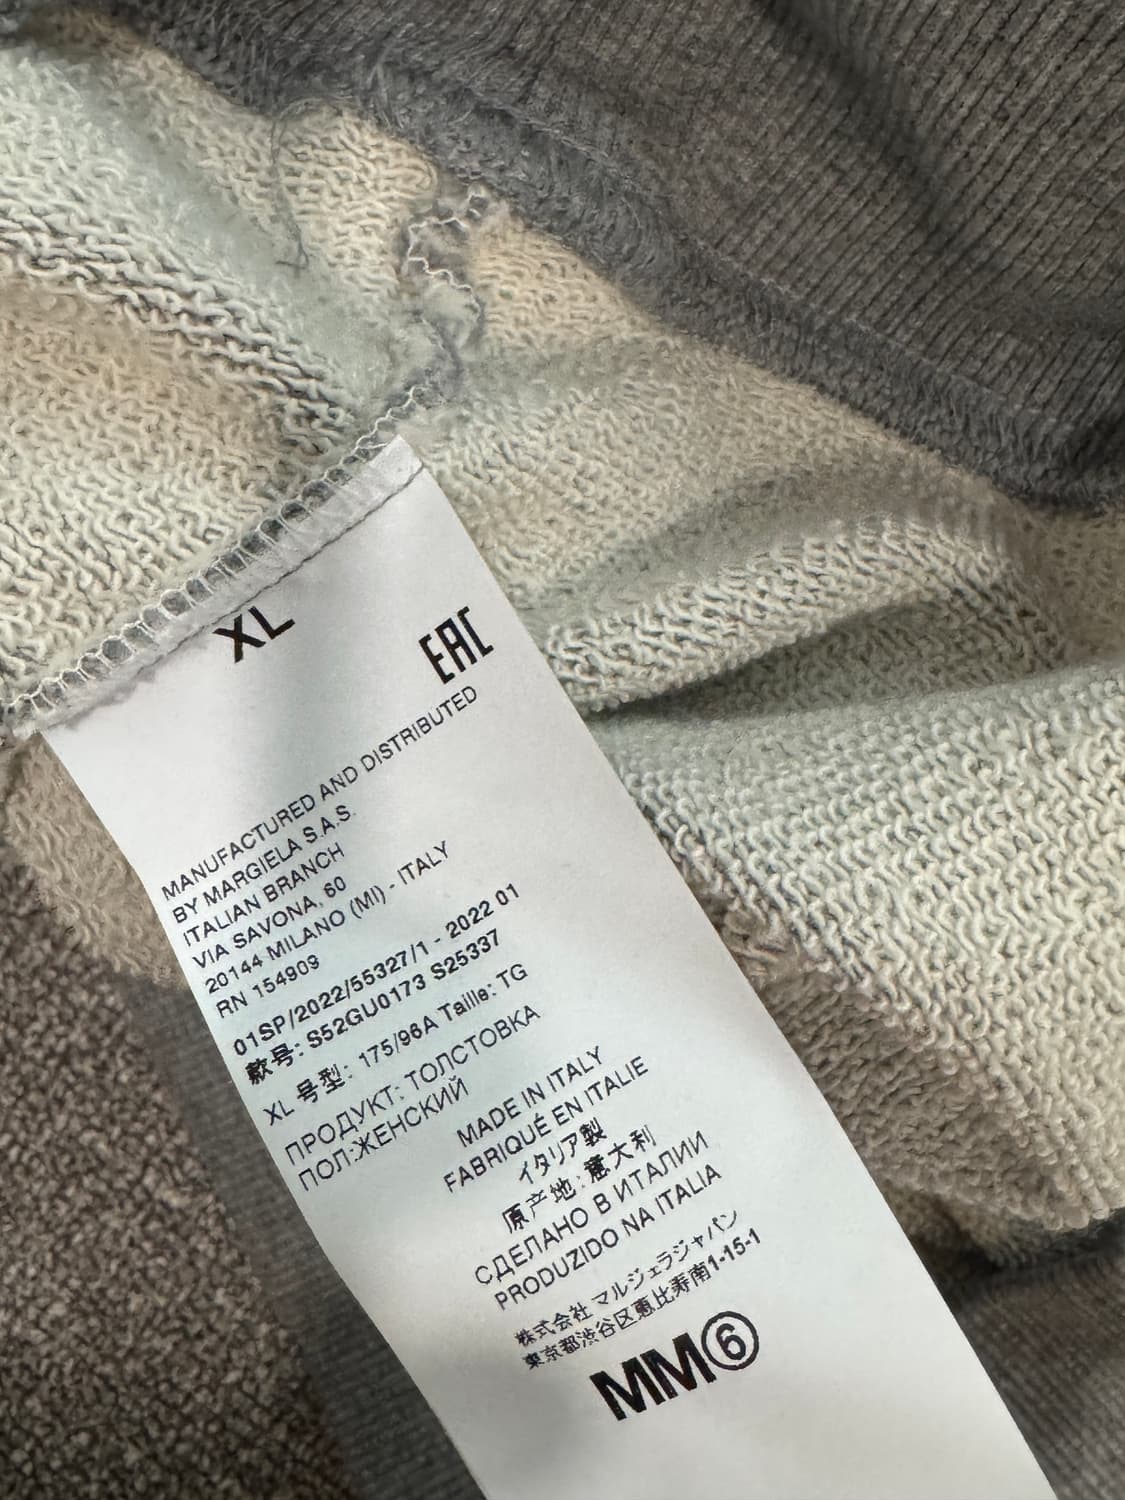 XL
EAC
MANUFACTURED AND DISTRIBUTED
BY MARGIELA S.A.S.
ITALIAN BRANCH
VIA SAVONA, 60
20144 MILANO (MI) - ITALY
RN 154909
01SP/2022/55327/1 - 2022 01
款号: S52GU0173 S25337
XL 号型: 175/96A Taille: TG
ПРОДУКТ: ТОЛСТОВКА
ПОЛ:ЖЕНСКИЙ
MADE IN ITALY
FABRIQUÉ EN ITALIE
イタリア製
原产地: 意大利
СДЕЛАНО В ИТАЛИИ
PRODUZIDO NA ITALIA
株式会社 マルジェラジャパン
東京都渋谷区恵比寿南1-15-1
MM⑥